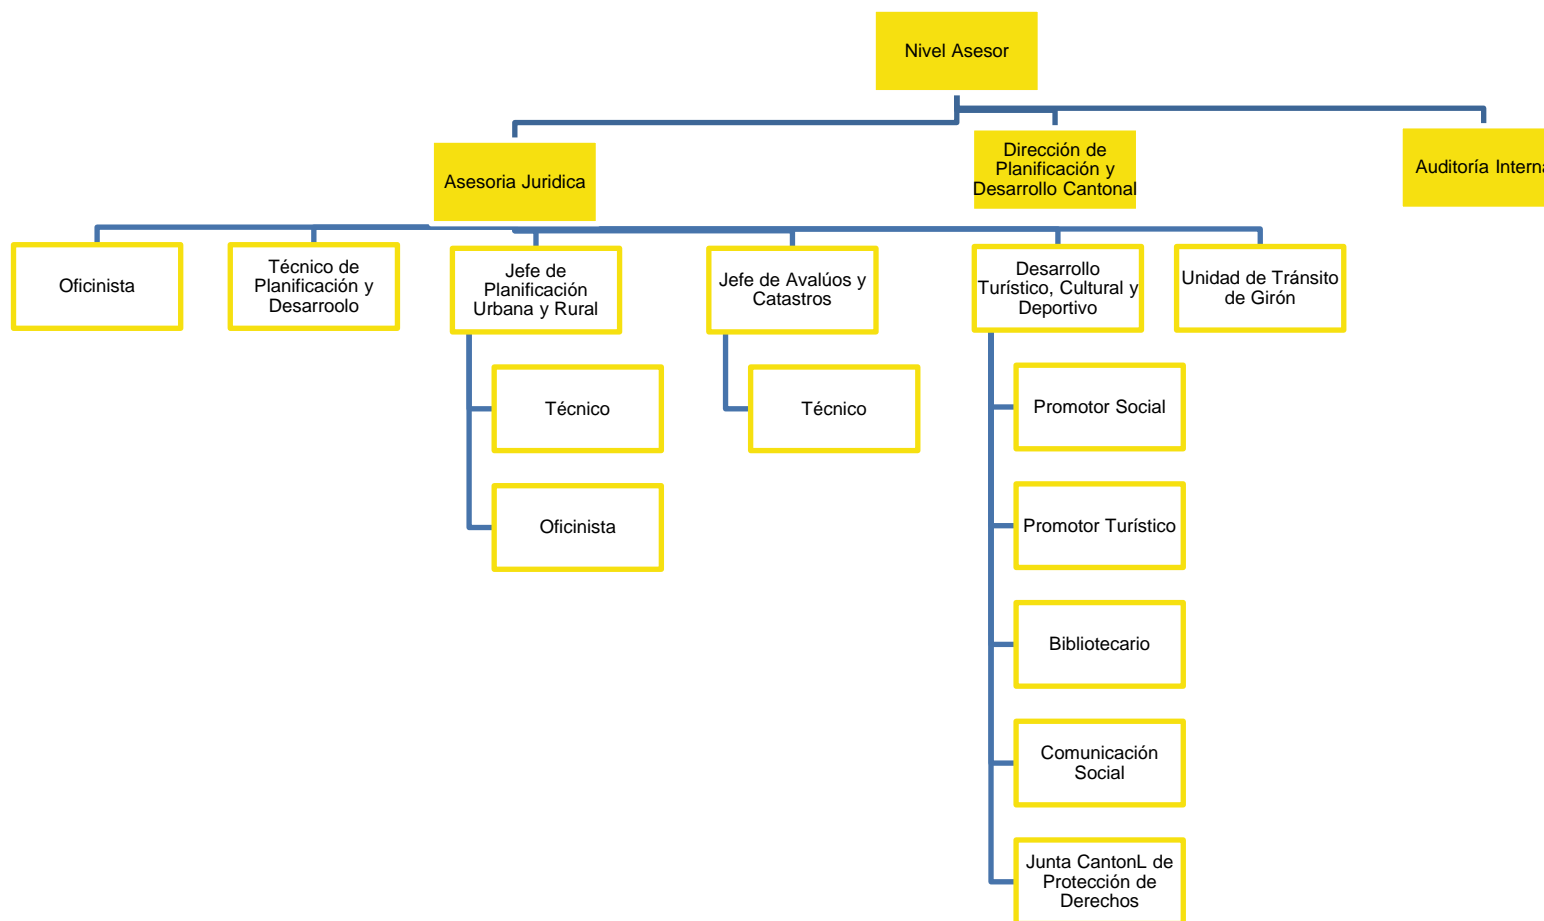 Nivel Asesor
Asesoria Juridica
Dirección de
Planificación y
Desarrollo Cantonal
Auditoría Interna
Oficinista
Técnico de
Planificación y
Desarroolo
Jefe de
Planificación
Urbana y Rural
Jefe de Avalúos y
Catastros
Desarrollo
Turístico, Cultural y
Deportivo
Unidad de Tránsito
de Girón
Técnico
Oficinista
Técnico
Promotor Social
Promotor Turístico
Bibliotecario
Comunicación
Social
Junta CantonL de
Protección de
Derechos